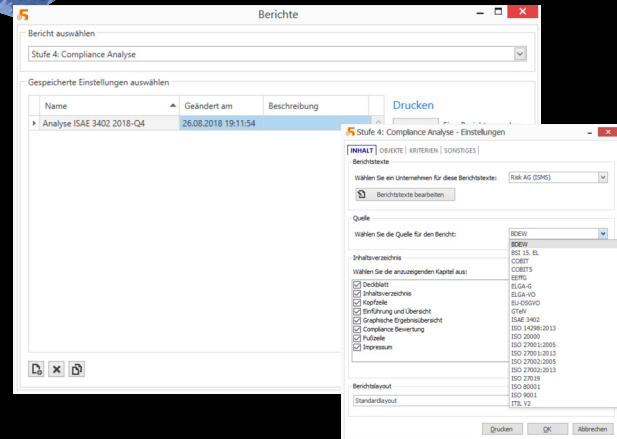 Berichte
Bericht auswählen
Stufe 4: Compliance Analyse
Gespeicherte Einstellungen auswählen
Name Geändert am Beschreibung
Analyse ISAE 3402 2018-Q4 26.08.2018 19:11:54
Drucken
Stufe 4: Compliance Analyse - Einstellungen
INHALT OBJEKTE KRITERIEN SONSTIGES
Berichtstexte
Wählen Sie ein Unternehmen für diese Berichtstexte: Risk AG (ISMS)
Berichtstexte bearbeiten
Quelle
Wählen Sie die Quelle für den Bericht: BDEW
BDEW
BSI 15. EL
COBIT
COBIT5
EEffG
ELGA-G
ELGA-VO
EU-DSGVO
GTelV
ISAE 3402
ISO 14298:2013
ISO 20000
ISO 27001:2005
ISO 27001:2013
ISO 27002:2005
ISO 27002:2013
ISO 27019
ISO 80001
ISO 9001
ITIL V2
Inhaltsverzeichnis
Wählen Sie die anzuzeigenden Kapitel aus:
Deckblatt
Inhaltsverzeichnis
Kopfzeile
Einführung und Übersicht
Graphische Ergebnisübersicht
Compliance Bewertung
Fußzeile
Impressum
Berichtslayout
Standardlayout
Drucken OK Abbrechen